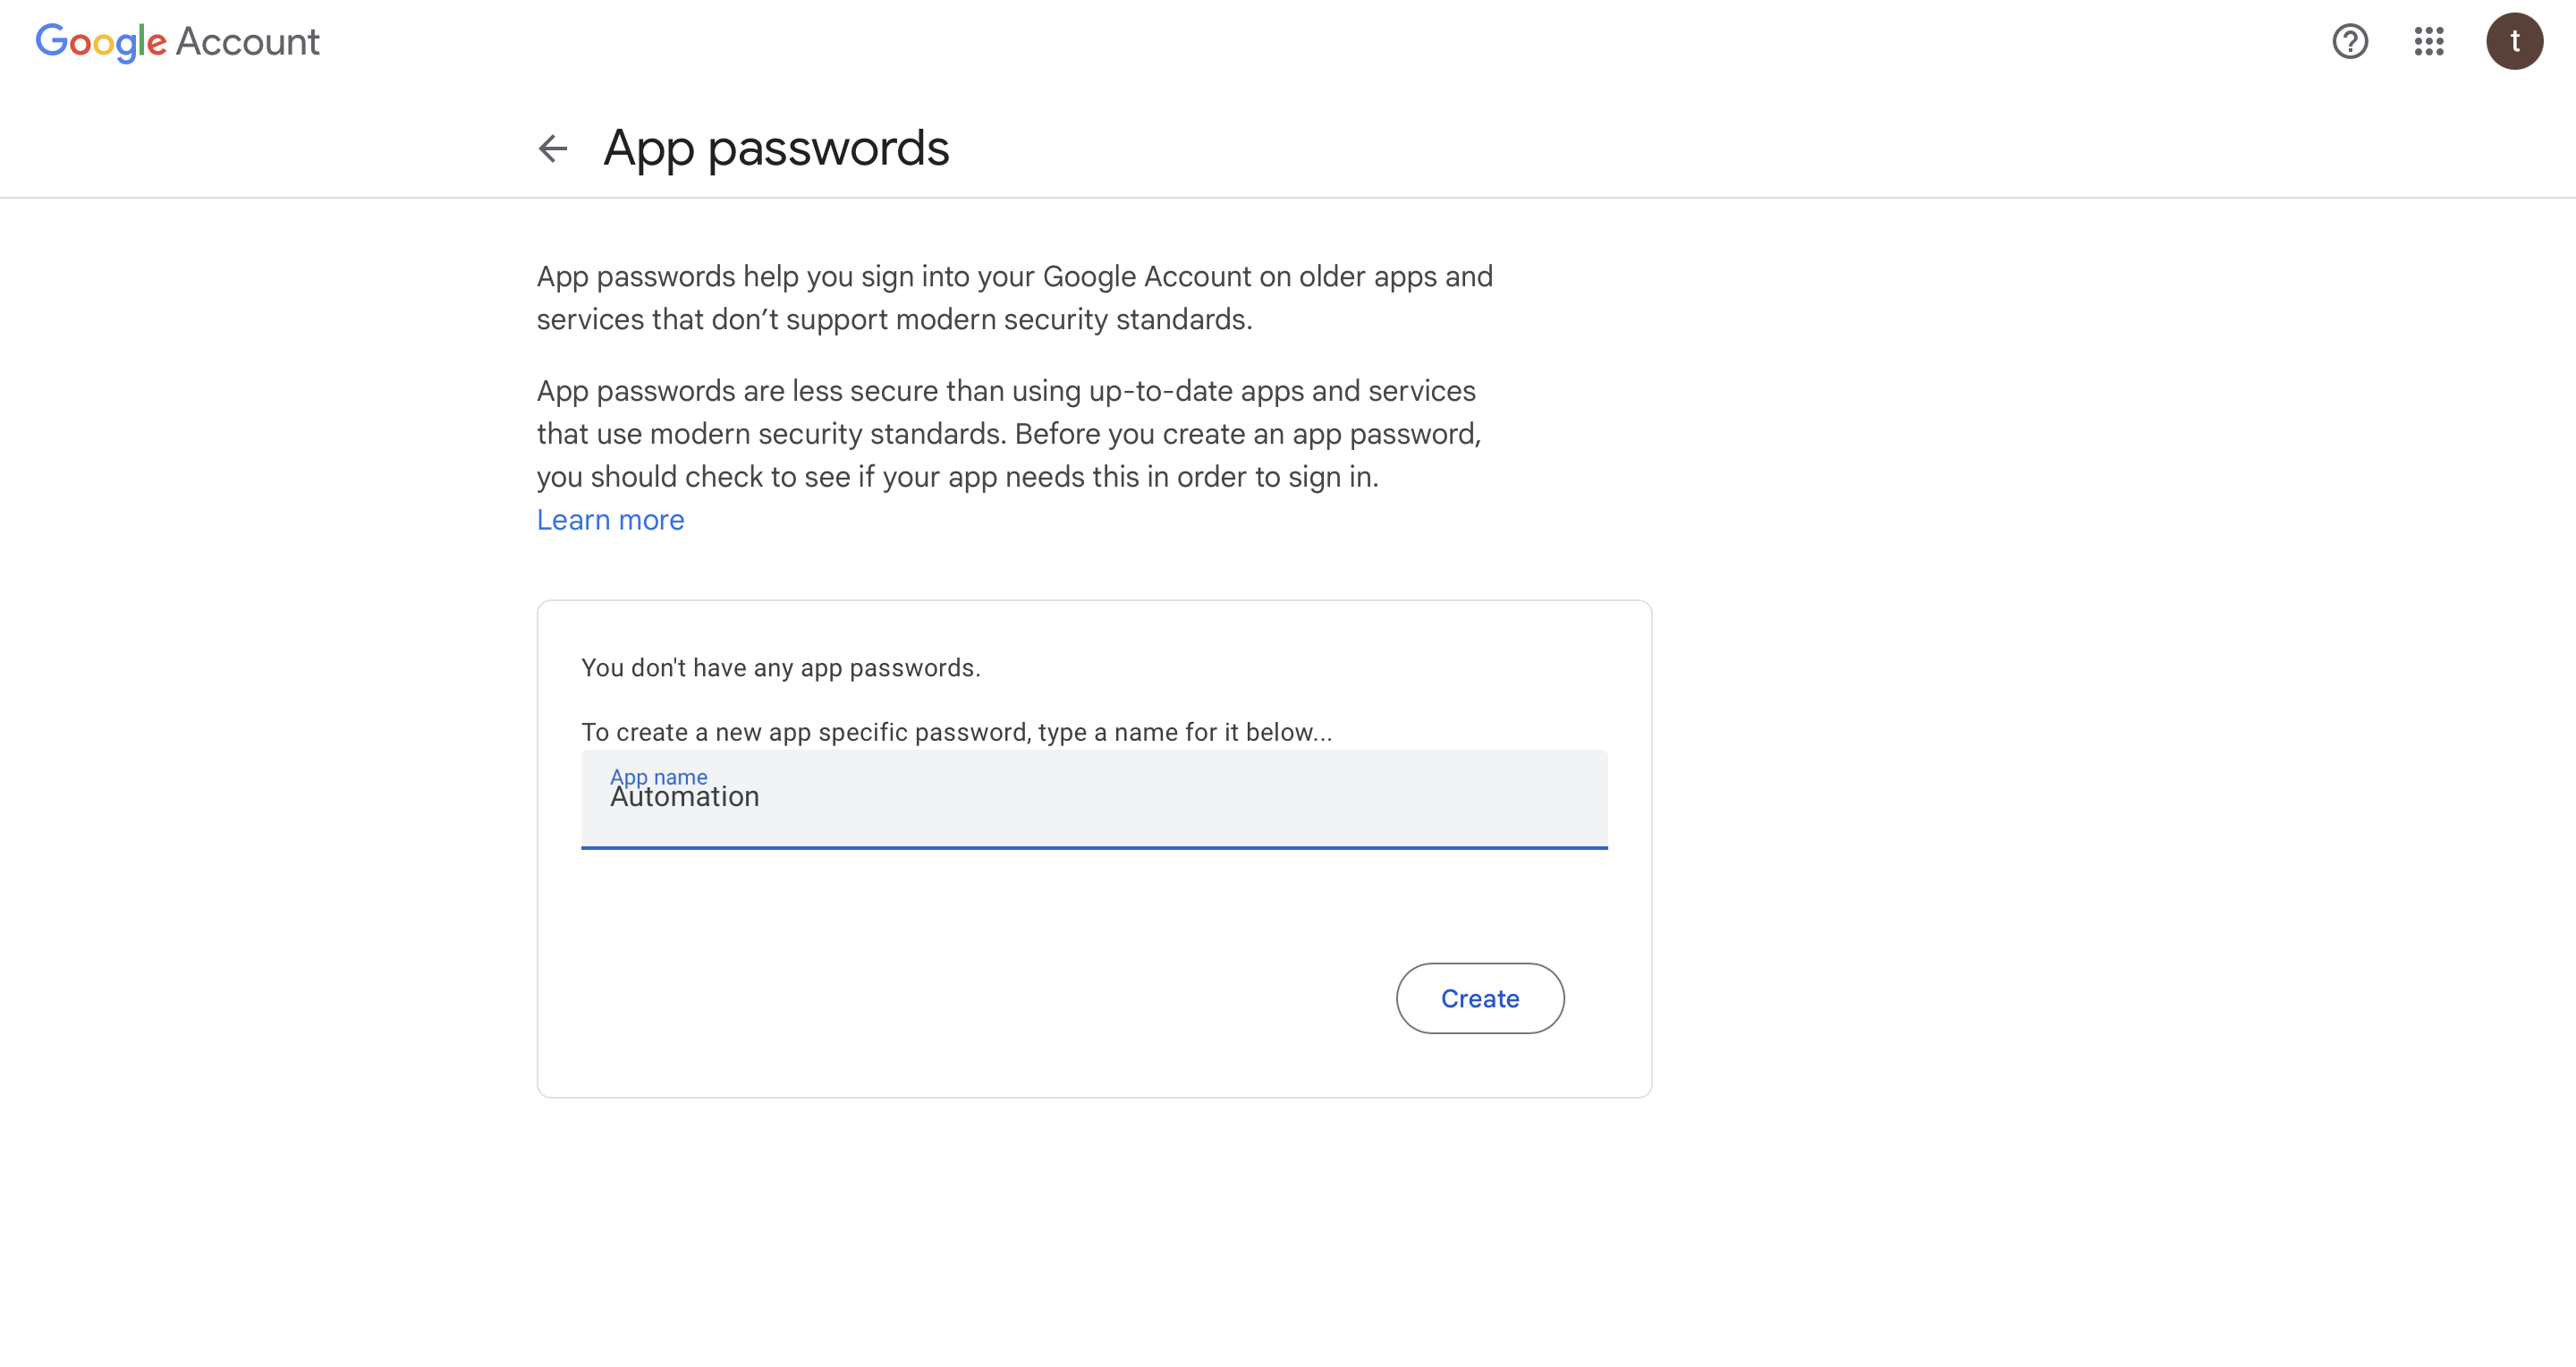 Google Account
t
App passwords
App passwords help you sign into your Google Account on older apps and
services that don’t support modern security standards.
App passwords are less secure than using up-to-date apps and services
that use modern security standards. Before you create an app password,
you should check to see if your app needs this in order to sign in.
Learn more
You don't have any app passwords.
To create a new app specific password, type a name for it below...
App name
Automation
Create